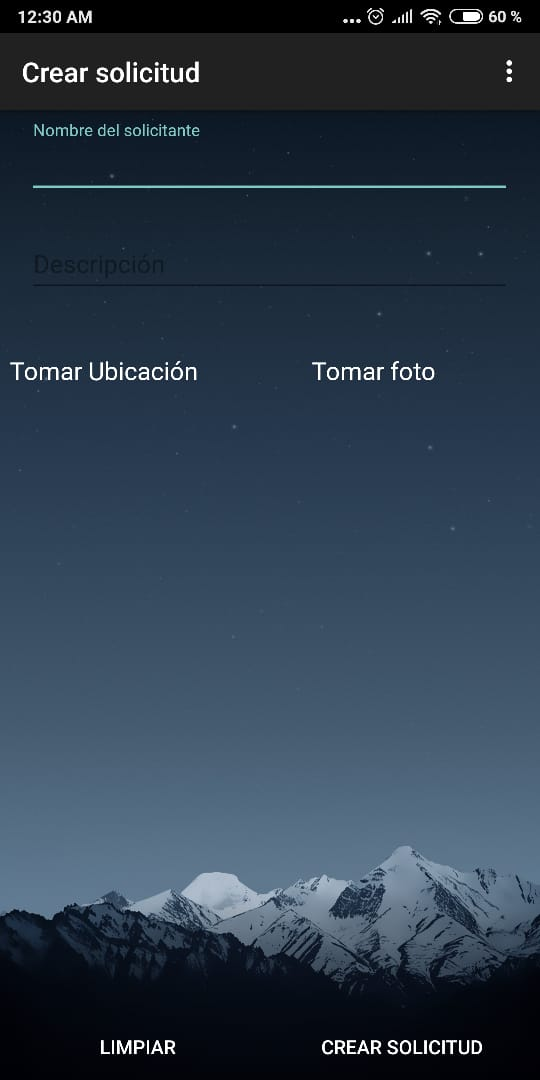 12:30 AM 60 %
Crear solicitud
Nombre del solicitante
Descripción
Tomar Ubicación Tomar foto
LIMPIAR CREAR SOLICITUD